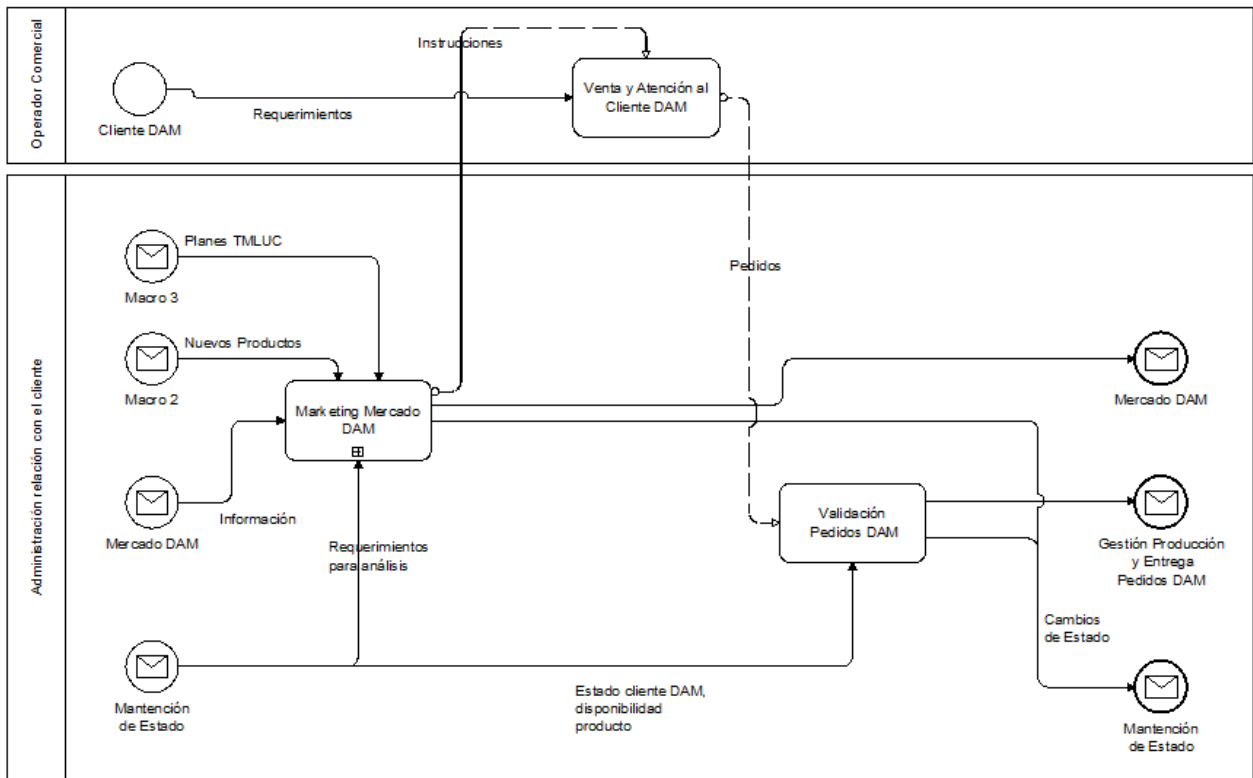 Operador Comercial
Instrucciones
Venta y Atención al
Cliente DAM
Requerimientos
Cliente DAM
Administración relación con el cliente
Planes TMLUC
Macro 3
Pedidos
Nuevos Productos
Macro 2
Marketing Mercado
DAM
Mercado DAM
Información
Mercado DAM
Validación
Pedidos DAM
Gestión Producción
y Entrega
Pedidos DAM
Requerimientos
para análisis
Cambios
de Estado
Estado cliente DAM,
disponibilidad
producto
Mantención
de Estado
Mantención
de Estado